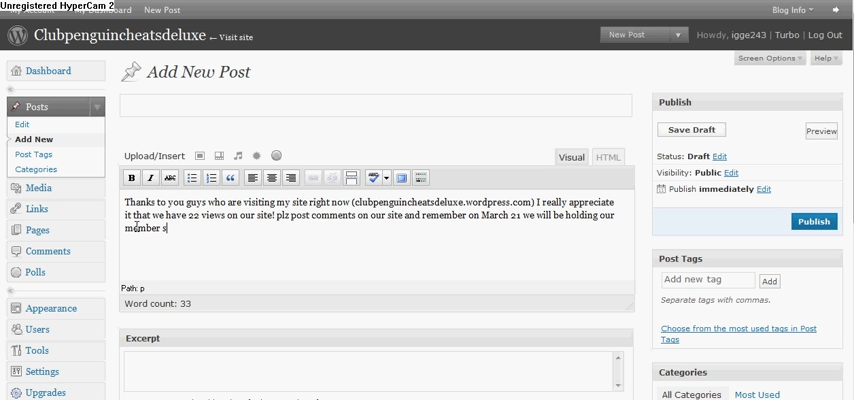 Unregistered HyperCam 2
My Account My Dashboard New Post Blog Info
Clubpenguincheatsdeluxe ← Visit site New Post Howdy, igge243 | Turbo | Log Out
Screen Options Help
Dashboard
Add New Post
Posts
Edit
Add New
Post Tags
Categories
Media
Links
Pages
Comments
Polls
Appearance
Users
Tools
Settings
Upgrades
Upload/Insert Visual HTML
B I ABC ABC
Thanks to you guys who are visiting my site right now (clubpenguincheatsdeluxe.wordpress.com) I really appreciate
it that we have 22 views on our site! plz post comments on our site and remember on March 21 we will be holding our
member s
Path: p
Word count: 33
Excerpt
Publish
Save Draft Preview
Status: Draft Edit
Visibility: Public Edit
Publish immediately Edit
Publish
Post Tags
Add new tag Add
Separate tags with commas.
Choose from the most used tags in Post
Tags
Categories
All Categories Most Used